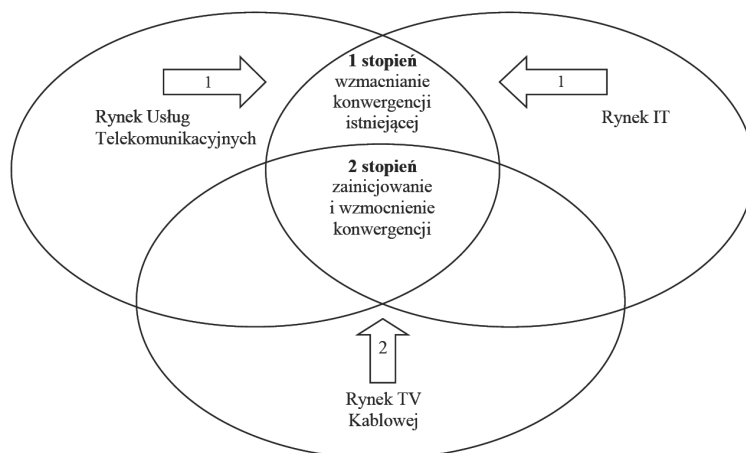 1 stopień
wzmacnianie
konwergencji
istniejącej
1
1
Rynek Usług
Telekomunikacyjnych
Rynek IT
2 stopień
zainicjowanie
i wzmocnienie
konwergencji
2
Rynek TV
Kablowej